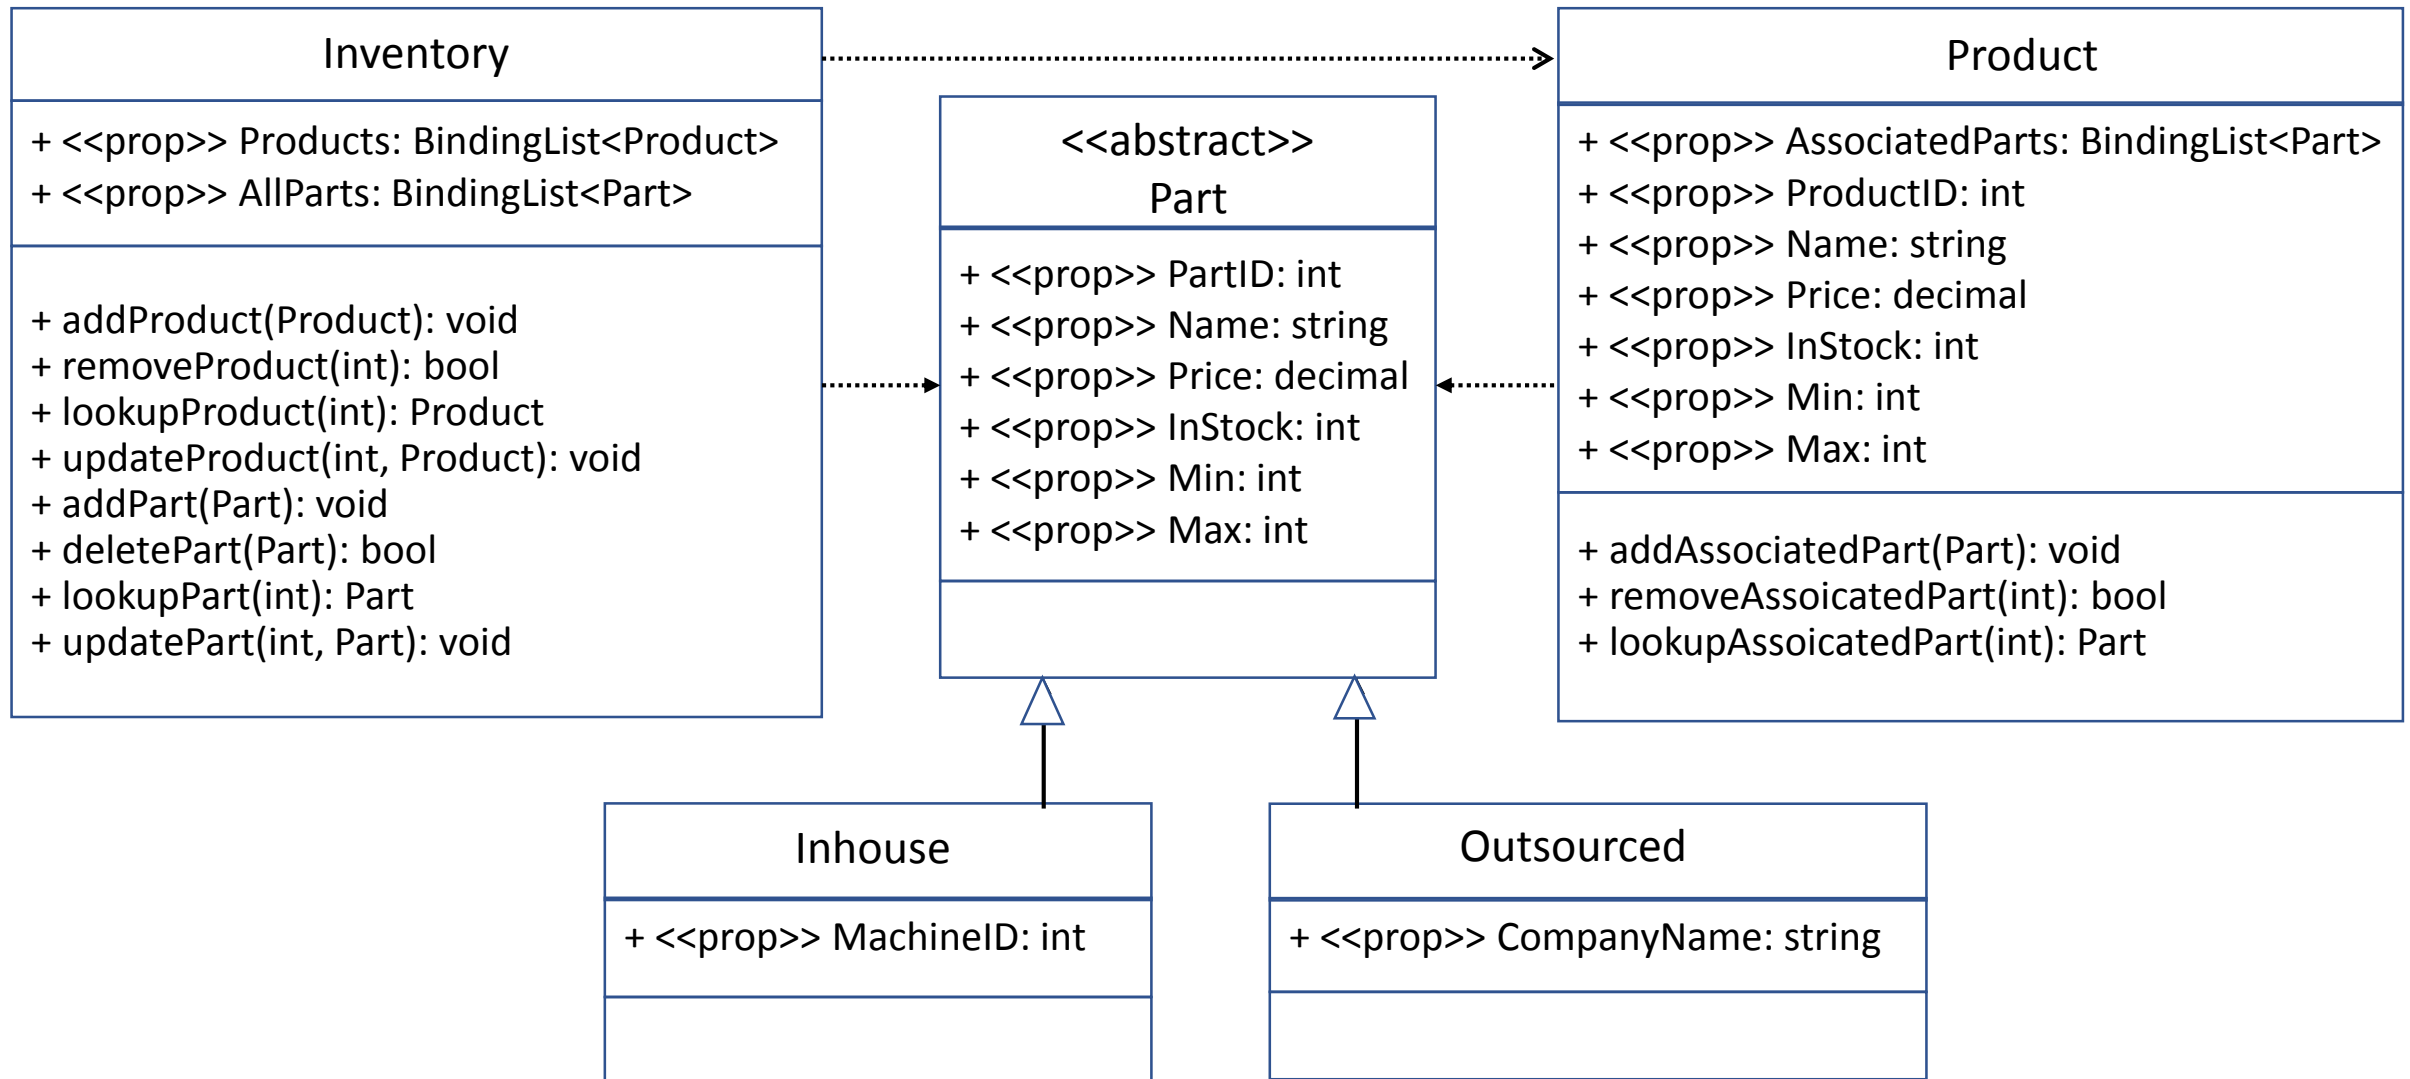 Inventory
+ <<prop>> Products: BindingList<Product>
+ <<prop>> AllParts: BindingList<Part>
+ addProduct(Product): void
+ removeProduct(int): bool
+ lookupProduct(int): Product
+ updateProduct(int, Product): void
+ addPart(Part): void
+ deletePart(Part): bool
+ lookupPart(int): Part
+ updatePart(int, Part): void
<<abstract>>
Part
+ <<prop>> PartID: int
+ <<prop>> Name: string
+ <<prop>> Price: decimal
+ <<prop>> InStock: int
+ <<prop>> Min: int
+ <<prop>> Max: int
Product
+ <<prop>> AssociatedParts: BindingList<Part>
+ <<prop>> ProductID: int
+ <<prop>> Name: string
+ <<prop>> Price: decimal
+ <<prop>> InStock: int
+ <<prop>> Min: int
+ <<prop>> Max: int
+ addAssociatedPart(Part): void
+ removeAssoicatedPart(int): bool
+ lookupAssoicatedPart(int): Part
Inhouse
+ <<prop>> MachineID: int
Outsourced
+ <<prop>> CompanyName: string